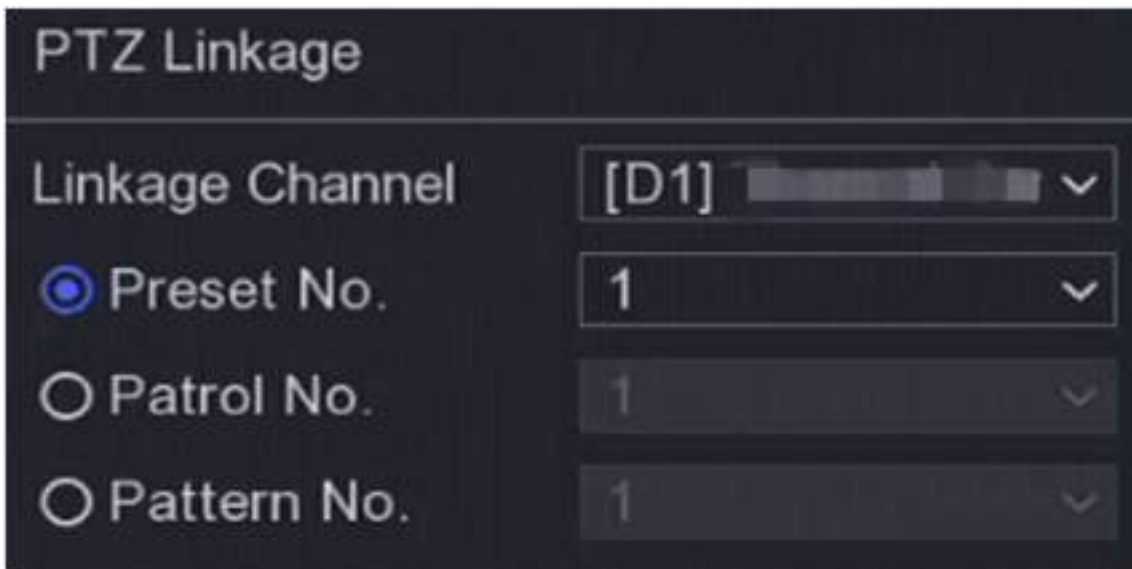 PTZ Linkage
Linkage Channel [D1]
Preset No. 1
Patrol No. 1
Pattern No. 1